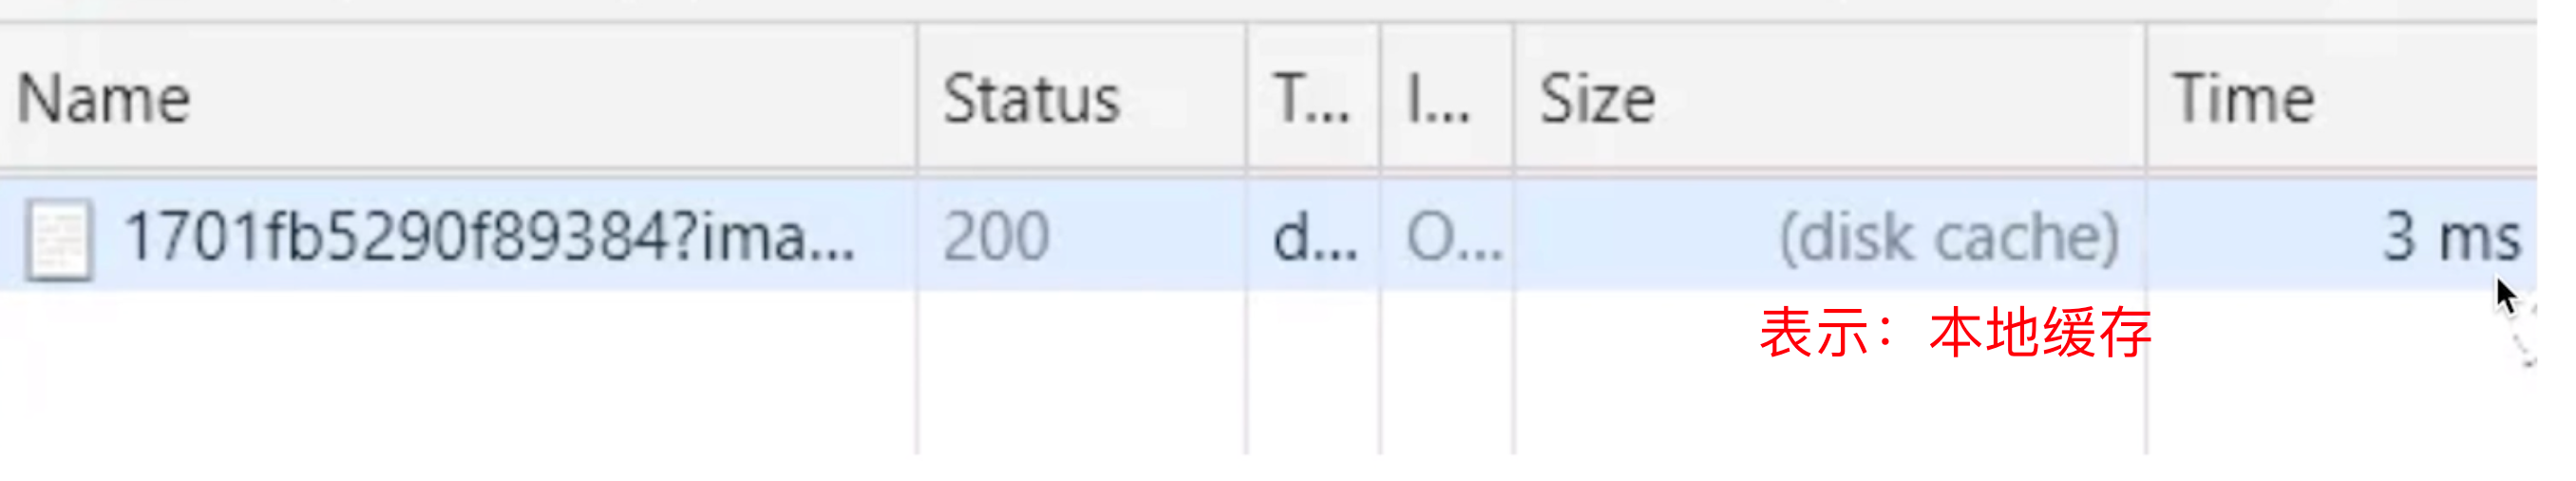 Name Status T... I... Size Time
1701fb5290f89384?ima... 200 d... O... (disk cache) 3 ms
表示：本地缓存